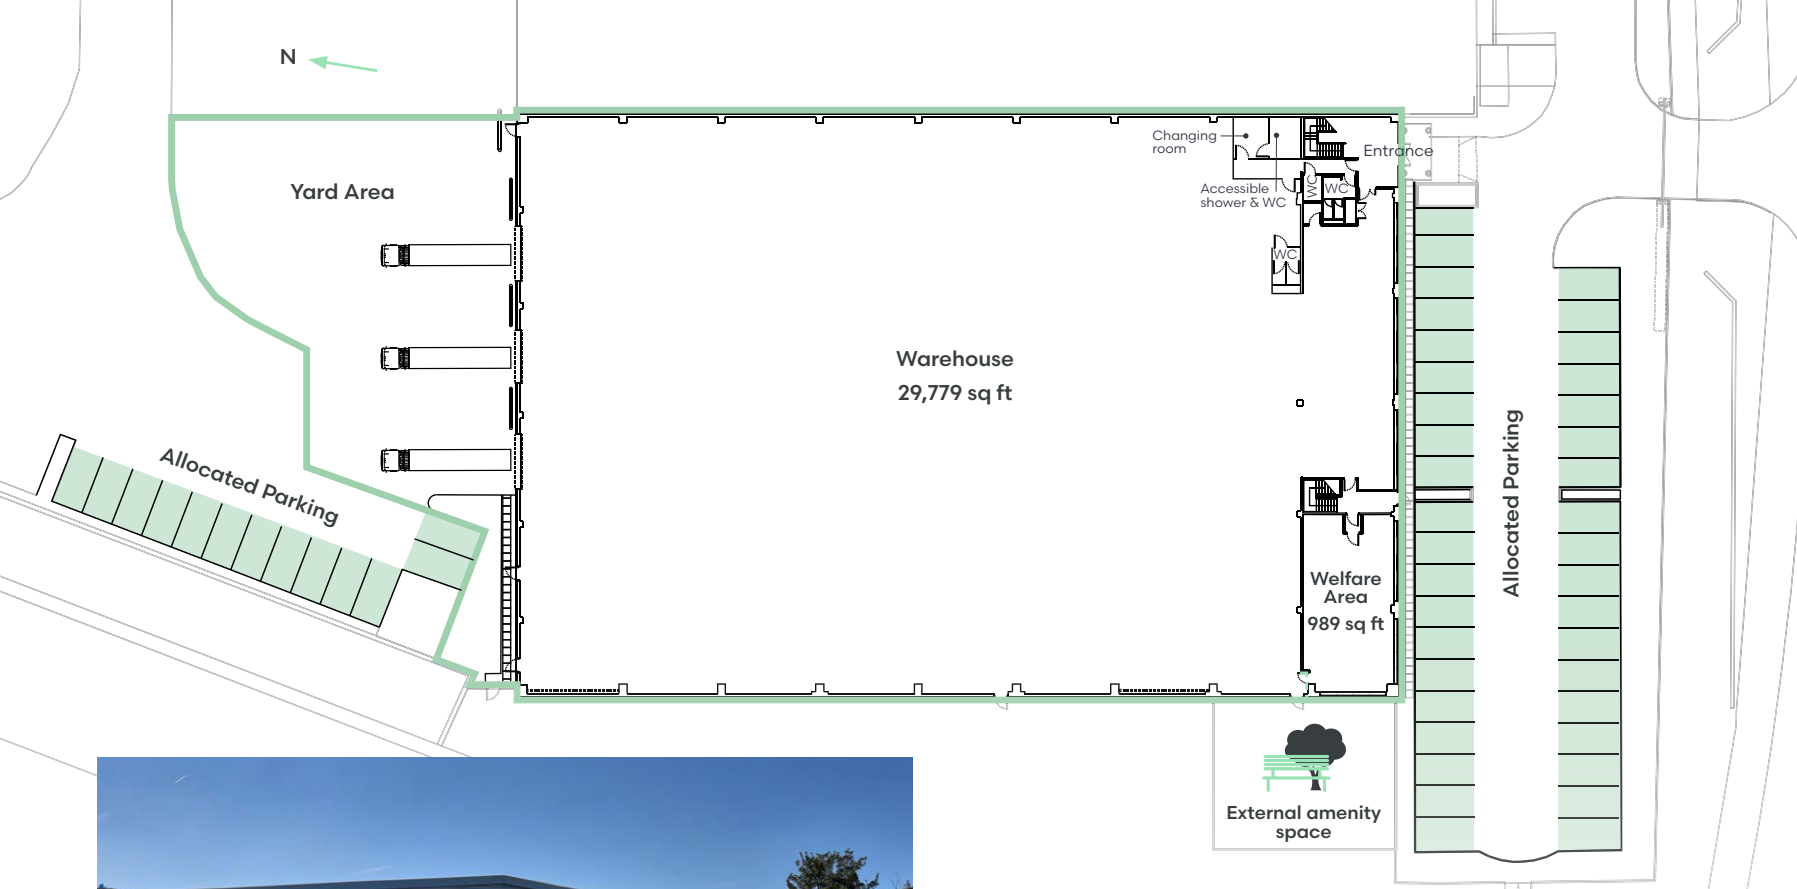 N
Yard Area
Changing
room
Entrance
Accessible
shower & WC
WC
WC
WC
Warehouse
29,779 sq ft
Allocated Parking
Allocated Parking
Welfare
Area
989 sq ft
External amenity
space